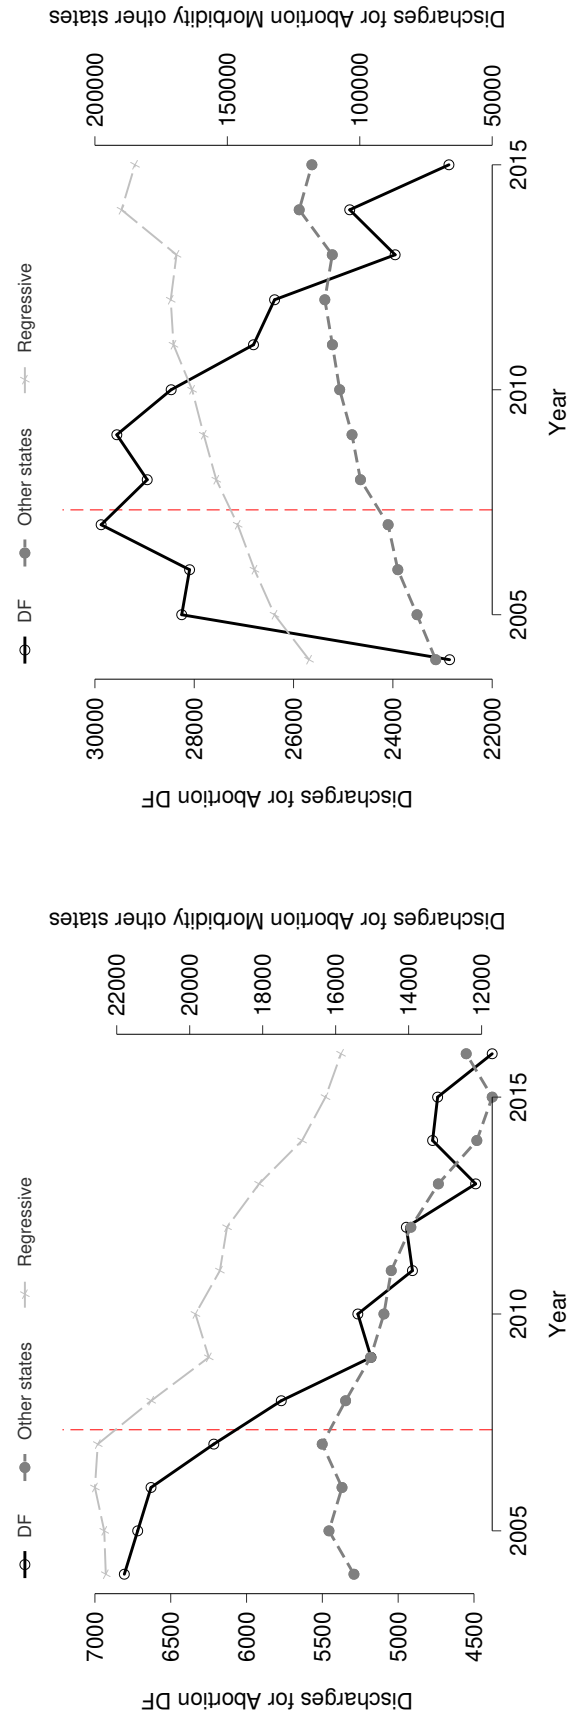 DF Other states Regressive
Discharges for Abortion DF
7000
6500
6000
5500
5000
4500
Discharges for Abortion Morbidity other states
22000
20000
18000
16000
14000
12000
2005 2010 2015
Year
DF Other states Regressive
Discharges for Abortion DF
30000
28000
26000
24000
22000
Discharges for Abortion Morbidity other states
200000
150000
100000
50000
2005 2010 2015
Year